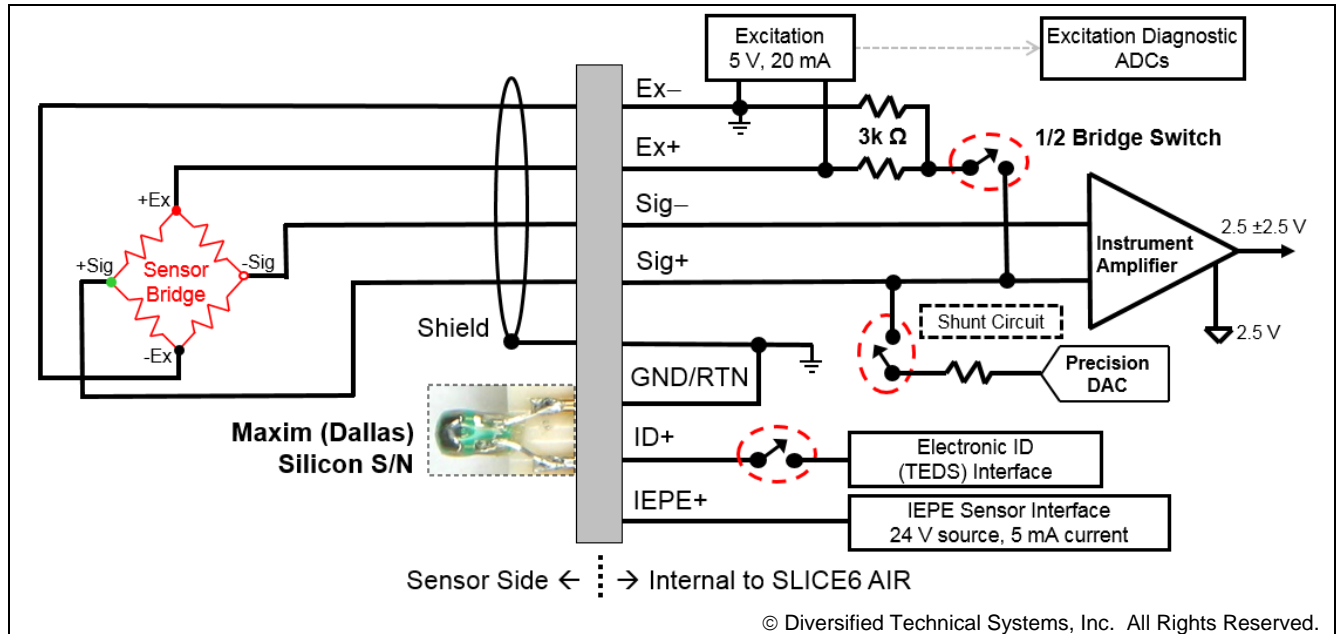 Excitation
5 V, 20 mA
Excitation Diagnostic
ADCs
Ex−
3k Ω
1/2 Bridge Switch
Ex+
+Ex
Sig−
Instrument
Amplifier
2.5 ±2.5 V
+Sig
-Sig
Sensor
Bridge
Sig+
-Ex
Shield
Shunt Circuit
2.5 V
GND/RTN
Precision
DAC
Maxim (Dallas)
Silicon S/N
ID+
Electronic ID
(TEDS) Interface
IEPE+
IEPE Sensor Interface
24 V source, 5 mA current
Sensor Side ← → Internal to SLICE6 AIR
© Diversified Technical Systems, Inc. All Rights Reserved.